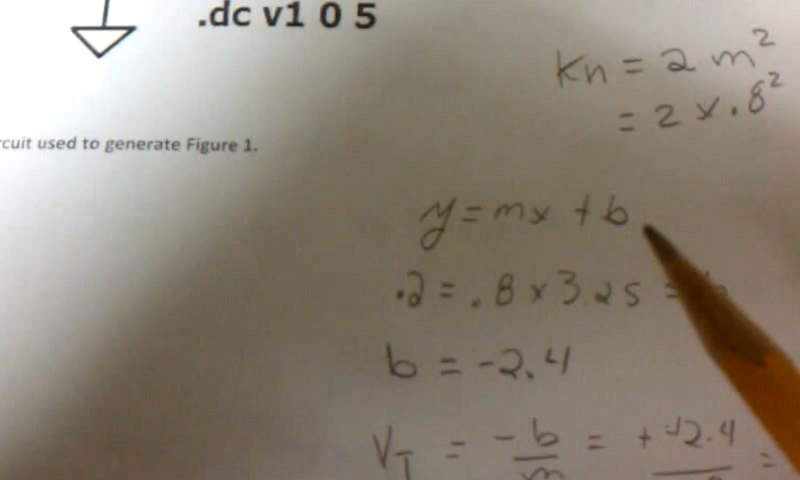 .dc v1 0 5
Kn = 2 m²
= 2 x .8²
rcuit used to generate Figure 1.
y = mx + b
.2 = .8 x 3.25 =
b = -2.4
V_T = -b/m = +2.4